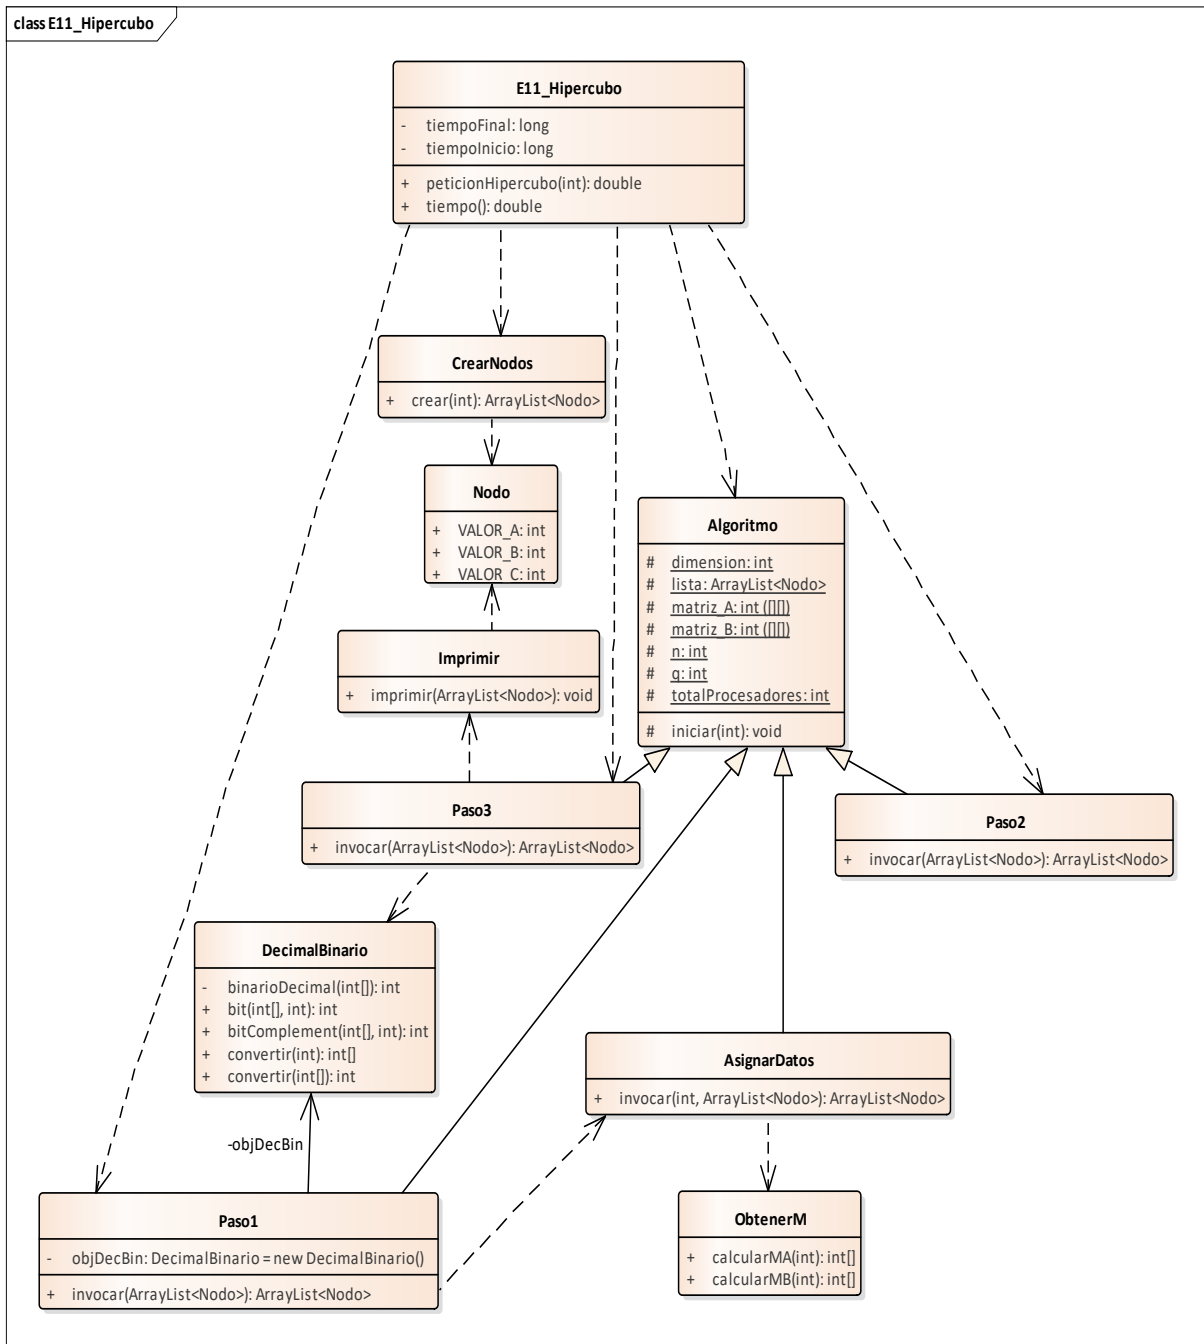 class E11_Hipercubo
E11_Hipercubo
- tiempoFinal: long
- tiempoInicio: long
+ peticionHipercubo(int): double
+ tiempo(): double
CrearNodos
+ crear(int): ArrayList<Nodo>
Nodo
+ VALOR_A: int
+ VALOR_B: int
+ VALOR_C: int
Algoritmo
# dimension: int
# lista: ArrayList<Nodo>
# matriz_A: int ([][])
# matriz_B: int ([][])
# n: int
# q: int
# totalProcesadores: int
# iniciar(int): void
Imprimir
+ imprimir(ArrayList<Nodo>): void
Paso3
+ invocar(ArrayList<Nodo>): ArrayList<Nodo>
Paso2
+ invocar(ArrayList<Nodo>): ArrayList<Nodo>
DecimalBinario
- binarioDecimal(int[]): int
+ bit(int[], int): int
+ bitComplement(int[], int): int
+ convertir(int): int[]
+ convertir(int[]): int
AsignarDatos
+ invocar(int, ArrayList<Nodo>): ArrayList<Nodo>
-objDecBin
Paso1
- objDecBin: DecimalBinario = new DecimalBinario()
+ invocar(ArrayList<Nodo>): ArrayList<Nodo>
ObtenerM
+ calcularMA(int): int[]
+ calcularMB(int): int[]